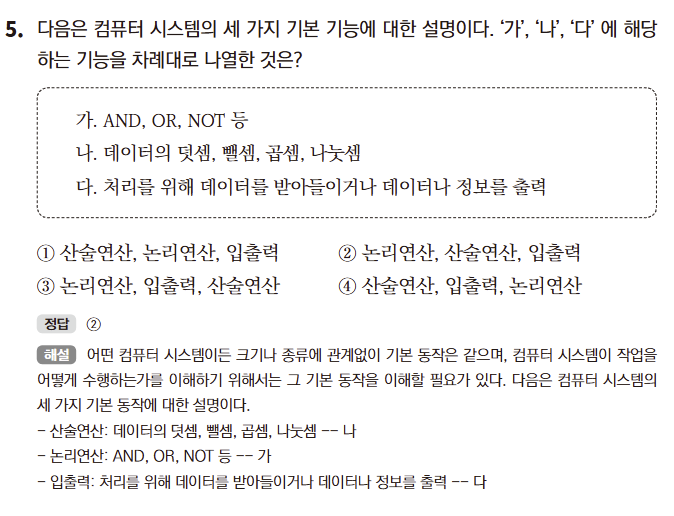 5. 다음은 컴퓨터 시스템의 세 가지 기본 기능에 대한 설명이다. ‘가’, ‘나’, ‘다’ 에 해당
하는 기능을 차례대로 나열한 것은?
가. AND, OR, NOT 등
나. 데이터의 덧셈, 뺄셈, 곱셈, 나눗셈
다. 처리를 위해 데이터를 받아들이거나 데이터나 정보를 출력
① 산술연산, 논리연산, 입출력 ② 논리연산, 산술연산, 입출력
③ 논리연산, 입출력, 산술연산 ④ 산술연산, 입출력, 논리연산
정답 ②
해설 어떤 컴퓨터 시스템이든 크기나 종류에 관계없이 기본 동작은 같으며, 컴퓨터 시스템이 작업을
어떻게 수행하는가를 이해하기 위해서는 그 기본 동작을 이해할 필요가 있다. 다음은 컴퓨터 시스템의
세 가지 기본 동작에 대한 설명이다.
- 산술연산: 데이터의 덧셈, 뺄셈, 곱셈, 나눗셈 -- 나
- 논리연산: AND, OR, NOT 등 -- 가
- 입출력: 처리를 위해 데이터를 받아들이거나 데이터나 정보를 출력 -- 다